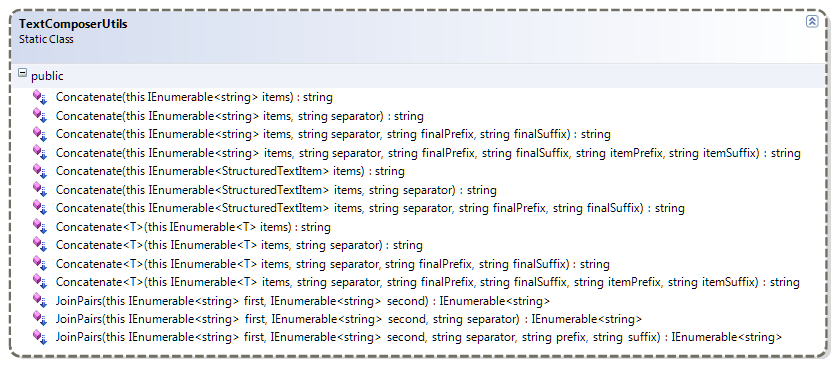 TextComposerUtils
Static Class
public
Concatenate(this IEnumerable<string> items) : string
Concatenate(this IEnumerable<string> items, string separator) : string
Concatenate(this IEnumerable<string> items, string separator, string finalPrefix, string finalSuffix) : string
Concatenate(this IEnumerable<string> items, string separator, string finalPrefix, string finalSuffix, string itemPrefix, string itemSuffix) : string
Concatenate(this IEnumerable<StructuredTextItem> items) : string
Concatenate(this IEnumerable<StructuredTextItem> items, string separator) : string
Concatenate(this IEnumerable<StructuredTextItem> items, string separator, string finalPrefix, string finalSuffix) : string
Concatenate<T>(this IEnumerable<T> items) : string
Concatenate<T>(this IEnumerable<T> items, string separator) : string
Concatenate<T>(this IEnumerable<T> items, string separator, string finalPrefix, string finalSuffix) : string
Concatenate<T>(this IEnumerable<T> items, string separator, string finalPrefix, string finalSuffix, string itemPrefix, string itemSuffix) : string
JoinPairs(this IEnumerable<string> first, IEnumerable<string> second) : IEnumerable<string>
JoinPairs(this IEnumerable<string> first, IEnumerable<string> second, string separator) : IEnumerable<string>
JoinPairs(this IEnumerable<string> first, IEnumerable<string> second, string separator, string prefix, string suffix) : IEnumerable<string>